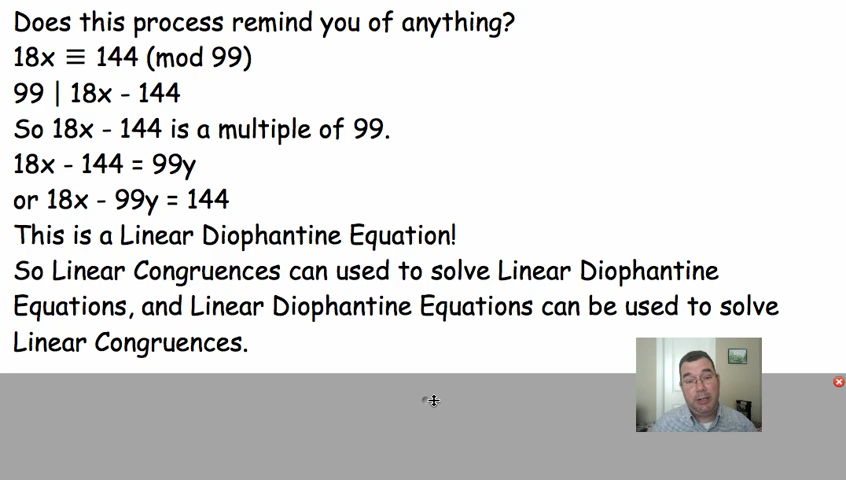 Does this process remind you of anything?
18x ≡ 144 (mod 99)
99 | 18x - 144
So 18x - 144 is a multiple of 99.
18x - 144 = 99y
or 18x - 99y = 144
This is a Linear Diophantine Equation!
So Linear Congruences can used to solve Linear Diophantine
Equations, and Linear Diophantine Equations can be used to solve
Linear Congruences.